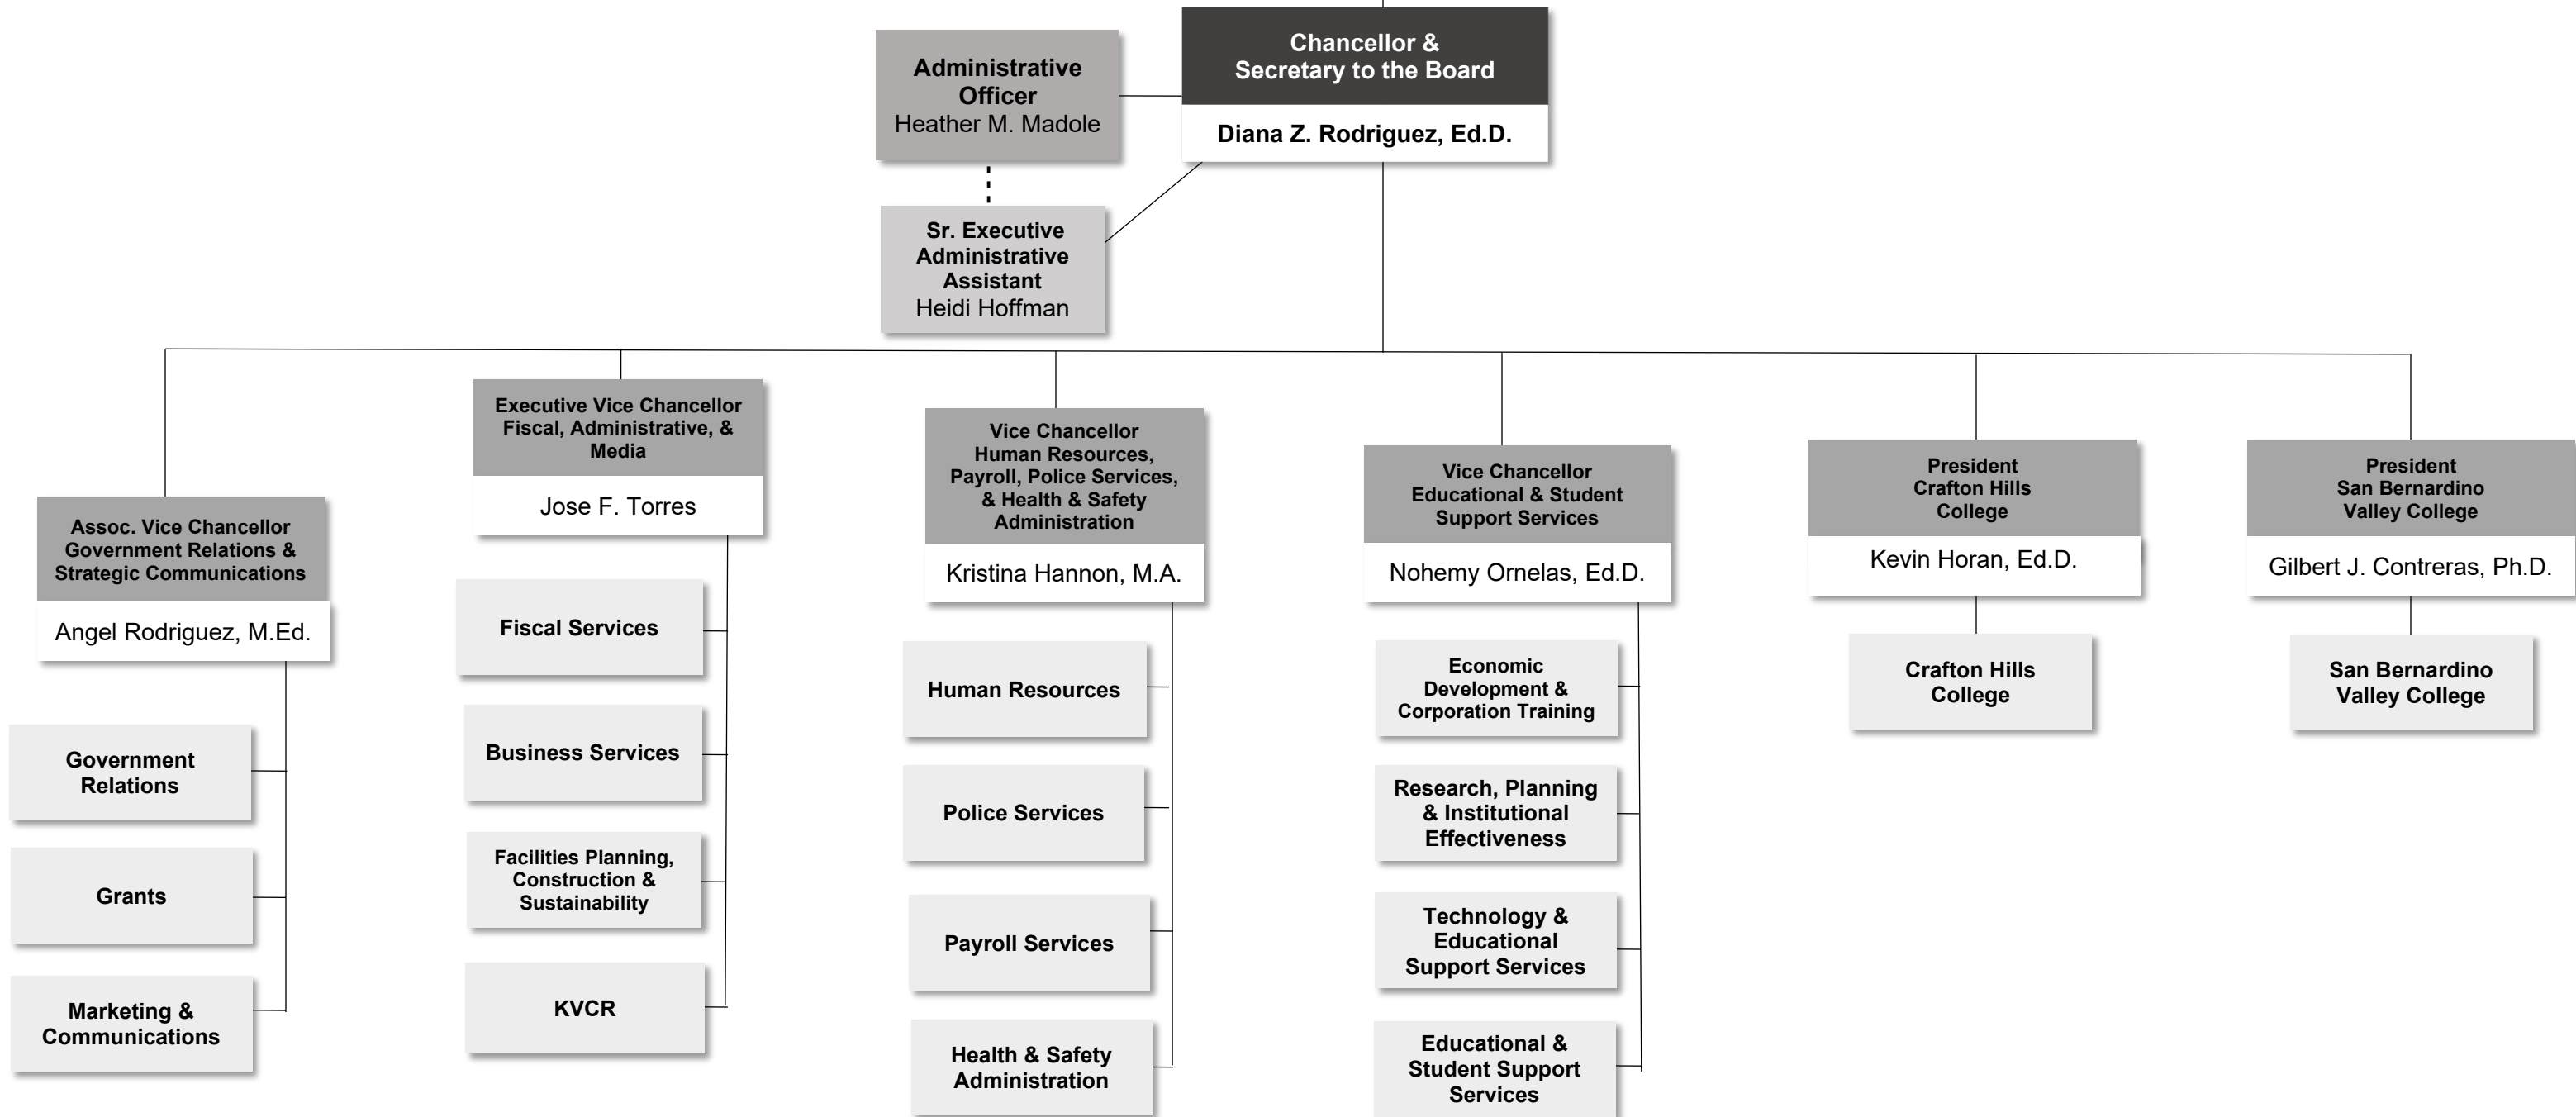 Chancellor &
Secretary to the Board
Diana Z. Rodriguez, Ed.D.
Administrative
Officer
Heather M. Madole
Sr. Executive
Administrative
Assistant
Heidi Hoffman
Assoc. Vice Chancellor
Government Relations &
Strategic Communications
Angel Rodriguez, M.Ed.
Government
Relations
Grants
Marketing &
Communications
Executive Vice Chancellor
Fiscal, Administrative, &
Media
Jose F. Torres
Fiscal Services
Business Services
Facilities Planning,
Construction &
Sustainability
KVCR
Vice Chancellor
Human Resources,
Payroll, Police Services,
& Health & Safety
Administration
Kristina Hannon, M.A.
Human Resources
Police Services
Payroll Services
Health & Safety
Administration
Vice Chancellor
Educational & Student
Support Services
Nohemy Ornelas, Ed.D.
Economic
Development &
Corporation Training
Research, Planning
& Institutional
Effectiveness
Technology &
Educational
Support Services
Educational &
Student Support
Services
President
Crafton Hills
College
Kevin Horan, Ed.D.
Crafton Hills
College
President
San Bernardino
Valley College
Gilbert J. Contreras, Ph.D.
San Bernardino
Valley College